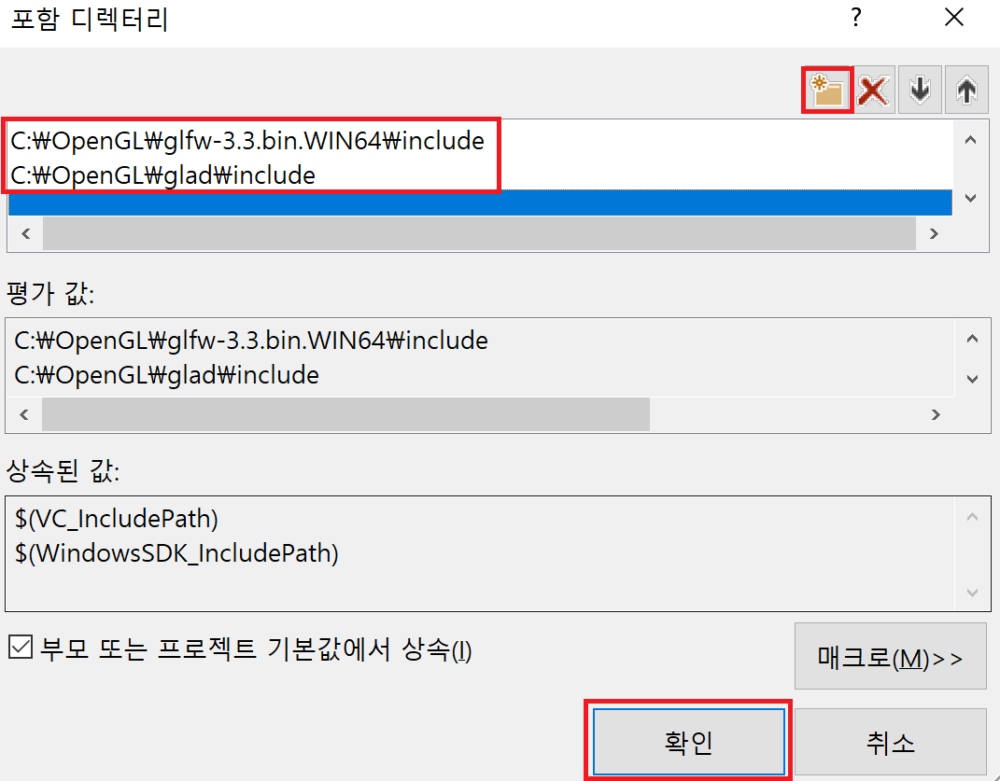 포함 디렉터리
?
C:₩OpenGL₩glfw-3.3.bin.WIN64₩include
C:₩OpenGL₩glad₩include
평가 값:
C:₩OpenGL₩glfw-3.3.bin.WIN64₩include
C:₩OpenGL₩glad₩include
상속된 값:
$(VC_IncludePath)
$(WindowsSDK_IncludePath)
부모 또는 프로젝트 기본값에서 상속(I)
매크로(M)>>
확인
취소